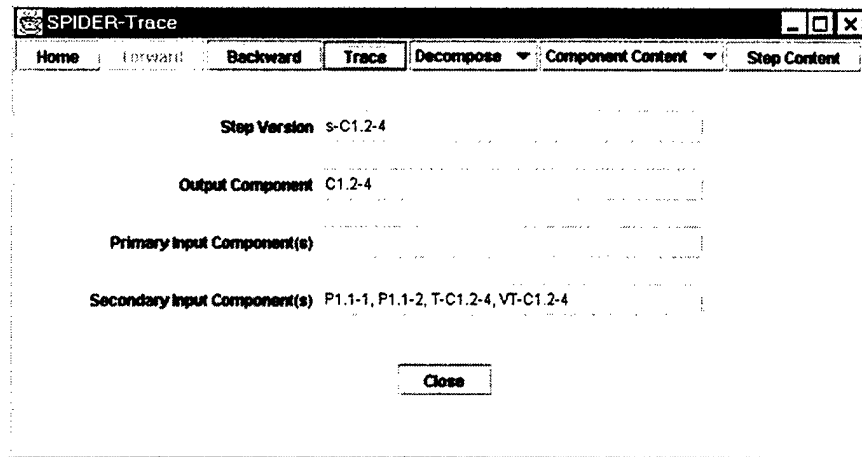 SPIDER-Trace
Home Forward Backward Trace Decompose Component Content Step Content
Step Version s-C1.2-4
Output Component C1.2-4
Primary Input Component(s)
Secondary Input Component(s) P1.1-1, P1.1-2, T-C1.2-4, VT-C1.2-4
Close